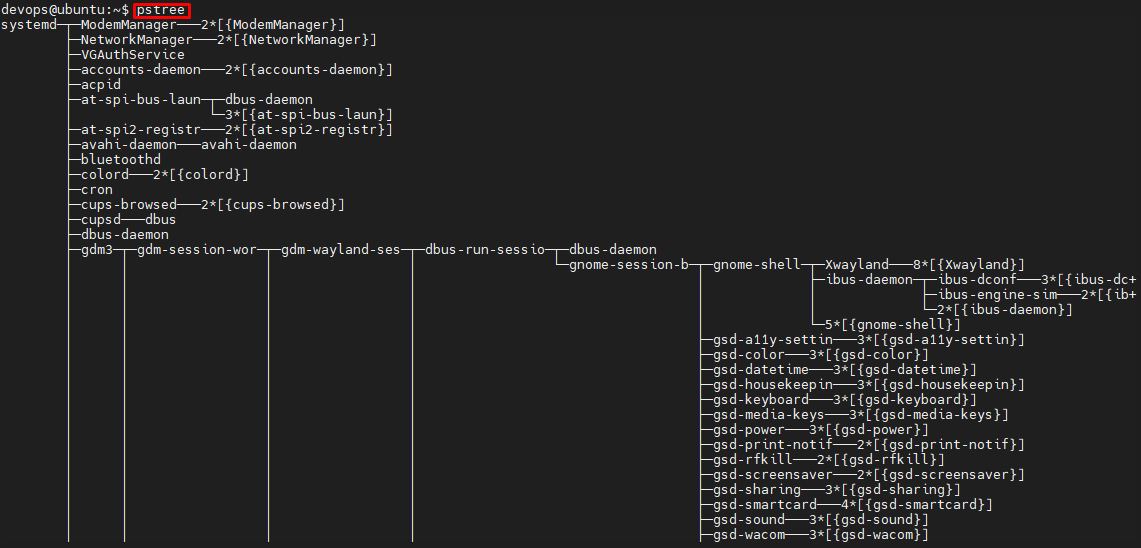 devops@ubuntu:~$ pstree
systemd─┬─ModemManager───2*[{ModemManager}]
        ├─NetworkManager───2*[{NetworkManager}]
        ├─VGAuthService
        ├─accounts-daemon───2*[{accounts-daemon}]
        ├─acpid
        ├─at-spi-bus-laun─┬─dbus-daemon
        │                 └─3*[{at-spi-bus-laun}]
        ├─at-spi2-registr───2*[{at-spi2-registr}]
        ├─avahi-daemon───avahi-daemon
        ├─bluetoothd
        ├─colord───2*[{colord}]
        ├─cron
        ├─cups-browsed───2*[{cups-browsed}]
        ├─cupsd───dbus
        ├─dbus-daemon
        ├─gdm3─┬─gdm-session-wor─┬─gdm-wayland-ses─┬─dbus-run-sessio─┬─dbus-daemon
        │      │                 │                 │                 └─gnome-session-b─┬─gnome-shell─┬─Xwayland───8*[{Xwayland}]
        │      │                 │                 │                                   │             ├─ibus-daemon─┬─ibus-dconf───3*[{ibus-dc+
        │      │                 │                 │                                   │             │             ├─ibus-engine-sim───2*[{ib+
        │      │                 │                 │                                   │             │             └─2*[{ibus-daemon}]
        │      │                 │                 │                                   │             └─5*[{gnome-shell}]
        │      │                 │                 │                                   ├─gsd-a11y-settin───3*[{gsd-a11y-settin}]
        │      │                 │                 │                                   ├─gsd-color───3*[{gsd-color}]
        │      │                 │                 │                                   ├─gsd-datetime───3*[{gsd-datetime}]
        │      │                 │                 │                                   ├─gsd-housekeepin───3*[{gsd-housekeepin}]
        │      │                 │                 │                                   ├─gsd-keyboard───3*[{gsd-keyboard}]
        │      │                 │                 │                                   ├─gsd-media-keys───3*[{gsd-media-keys}]
        │      │                 │                 │                                   ├─gsd-power───3*[{gsd-power}]
        │      │                 │                 │                                   ├─gsd-print-notif───2*[{gsd-print-notif}]
        │      │                 │                 │                                   ├─gsd-rfkill───2*[{gsd-rfkill}]
        │      │                 │                 │                                   ├─gsd-screensaver───2*[{gsd-screensaver}]
        │      │                 │                 │                                   ├─gsd-sharing───3*[{gsd-sharing}]
        │      │                 │                 │                                   ├─gsd-smartcard───4*[{gsd-smartcard}]
        │      │                 │                 │                                   ├─gsd-sound───3*[{gsd-sound}]
        │      │                 │                 │                                   ├─gsd-wacom───3*[{gsd-wacom}]